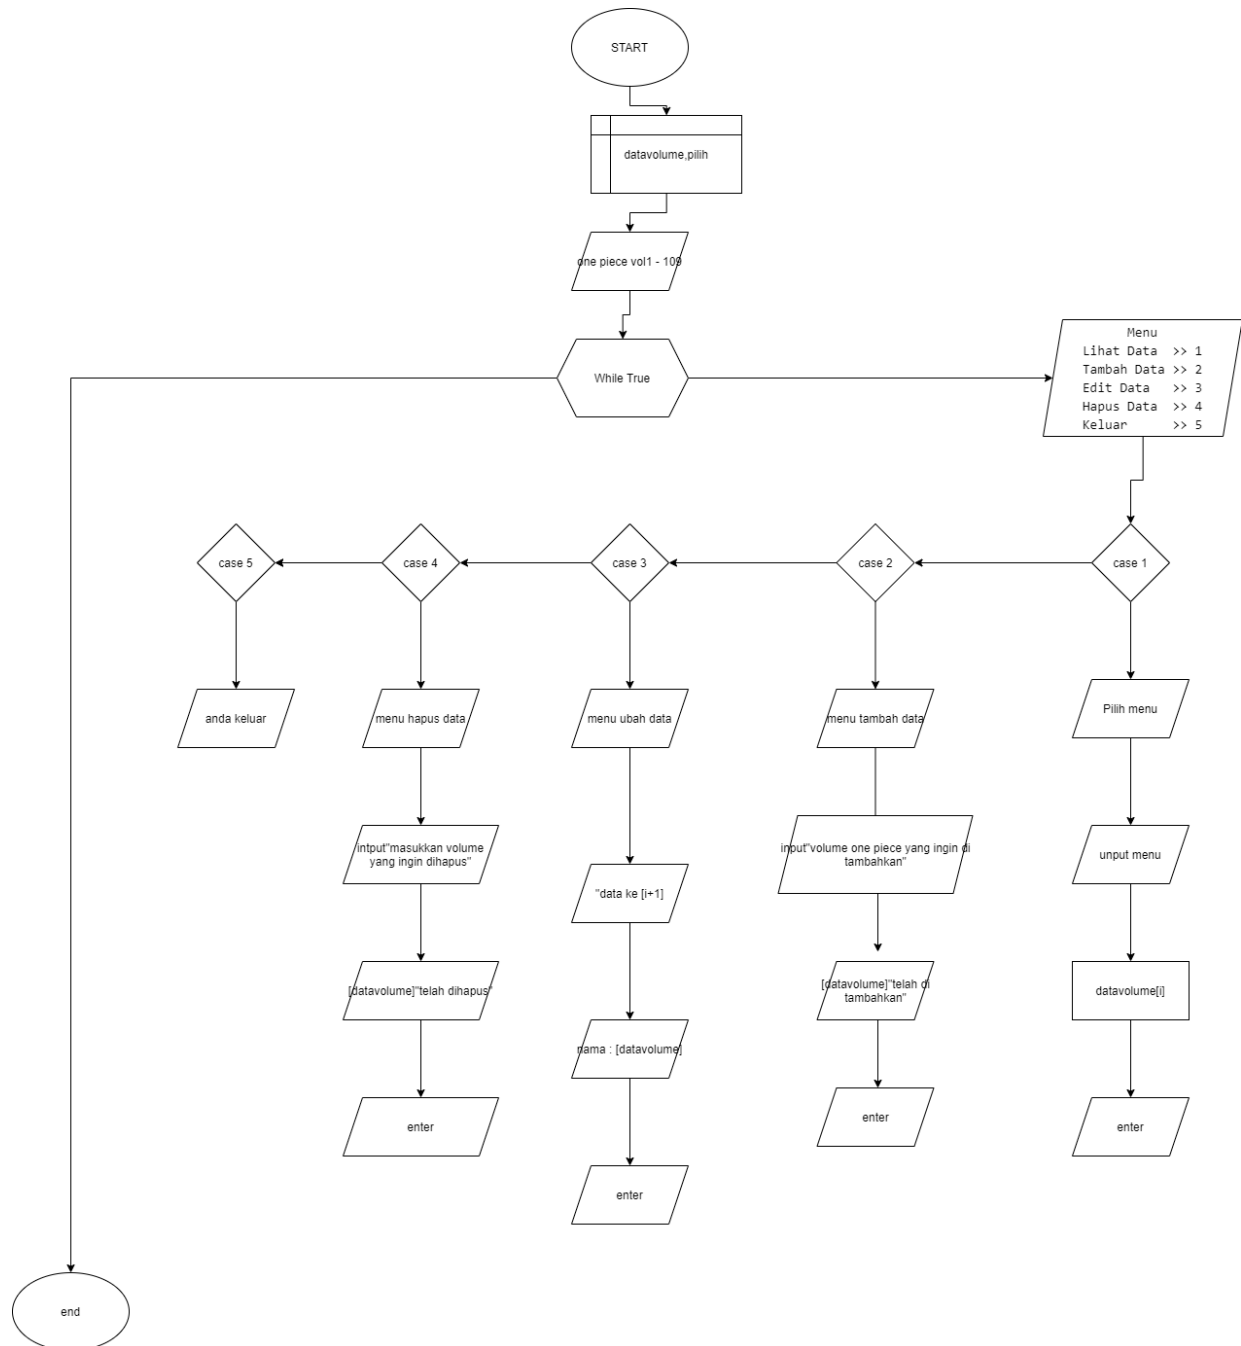 START
datavolume,pilih
one piece vol1 - 109
While True
Menu
Lihat Data >> 1
Tambah Data >> 2
Edit Data >> 3
Hapus Data >> 4
Keluar >> 5
case 5
case 4
case 3
case 2
case 1
anda keluar
menu hapus data
menu ubah data
menu tambah data
Pilih menu
intput"masukkan volume
yang ingin dihapus"
"data ke [i+1]
input"volume one piece yang ingin di
tambahkan"
unput menu
[datavolume]"telah dihapus"
nama : [datavolume]
[datavolume]"telah di
tambahkan"
datavolume[i]
enter
enter
enter
enter
end